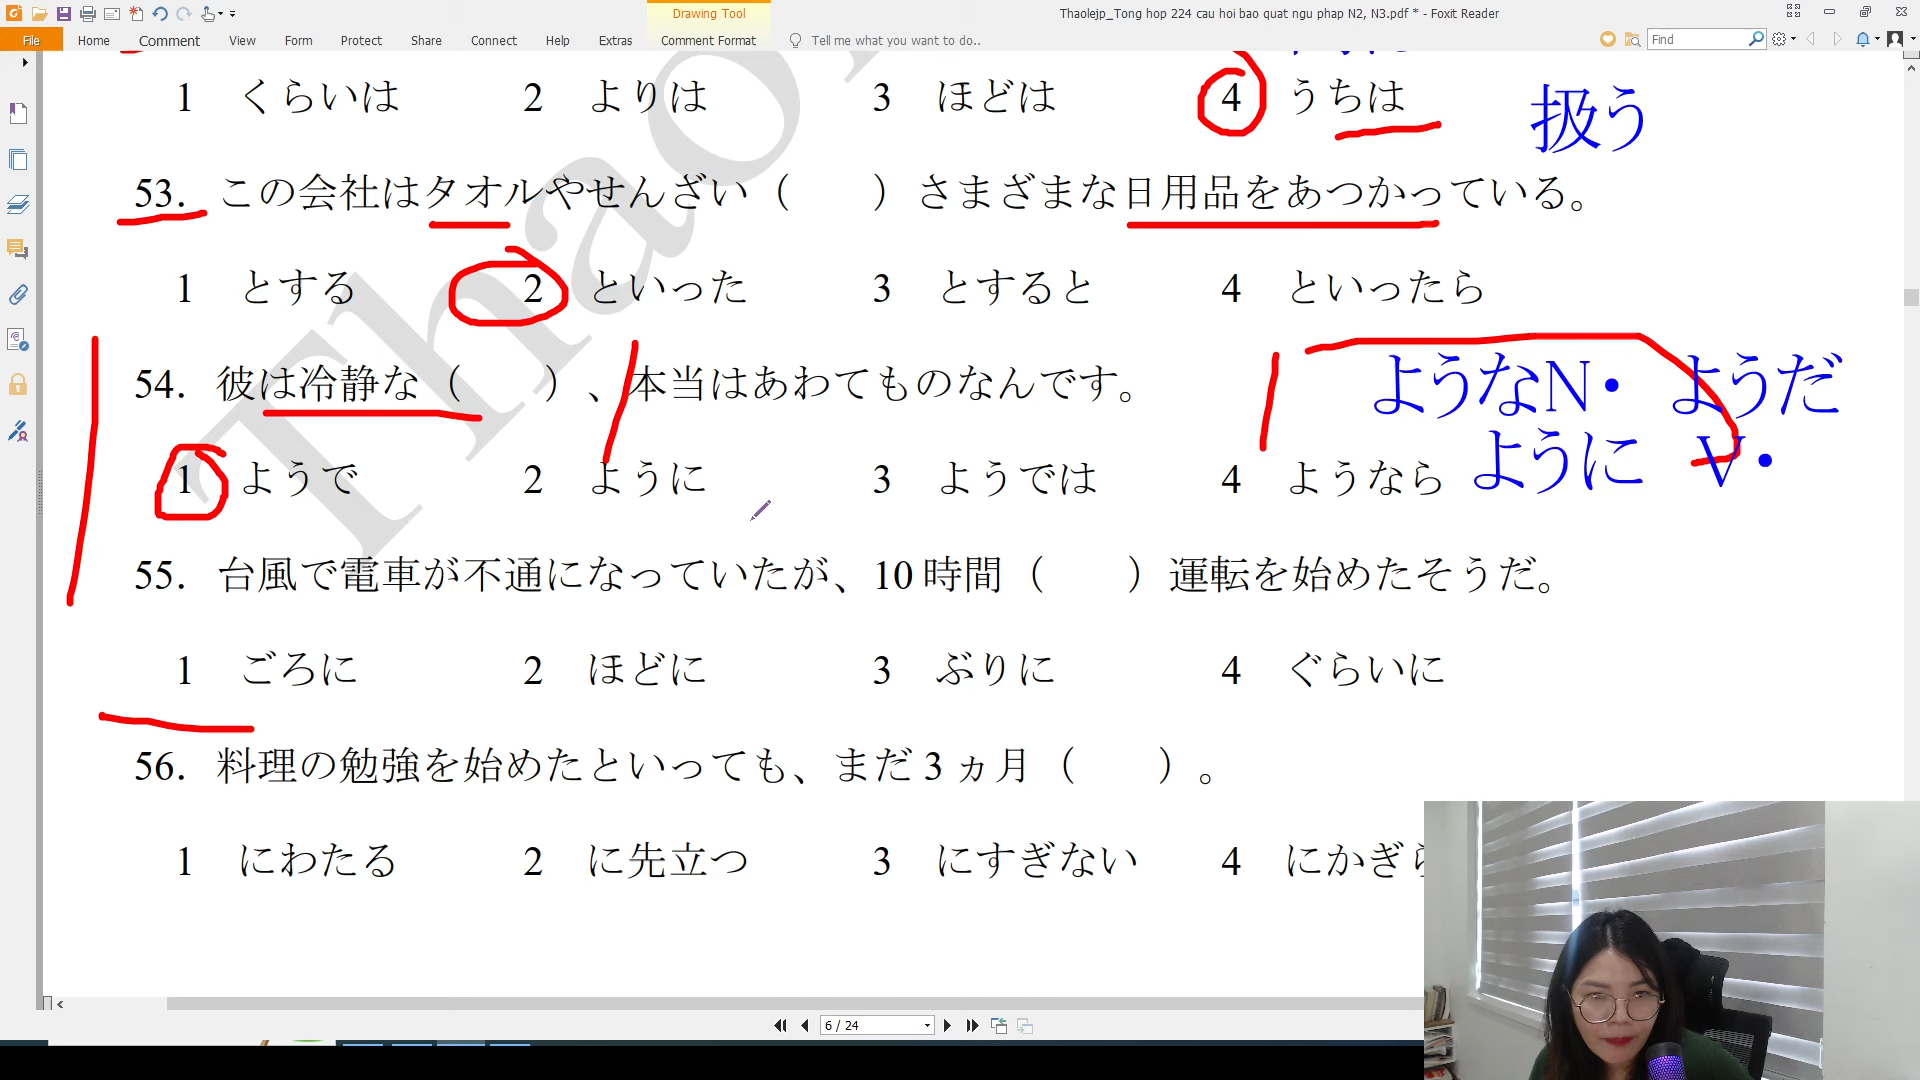 Drawing Tool
Thaolejp_Tong hop 224 cau hoi bao quat ngu phap N2, N3.pdf * - Foxit Reader
File Home Comment View Form Protect Share Connect Help Extras Comment Format Tell me what you want to do.. Find
1 くらいは 2 よりは 3 ほどは 4 うちは
扱う
53. この会社はタオルやせんざい（ ）さまざまな日用品をあつかっている。
1 とする 2 といった 3 とすると 4 といったら
54. 彼は冷静な（ ）、本当はあわてものなんです。
ようなN・ ようだ
ように V・
1 ようで 2 ように 3 ようでは 4 ようなら
55. 台風で電車が不通になっていたが、10時間（ ）運転を始めたそうだ。
1 ごろに 2 ほどに 3 ぶりに 4 ぐらいに
56. 料理の勉強を始めたといっても、まだ3ヵ月（ ）。
1 にわたる 2 に先立つ 3 にすぎない 4 にかぎら
6 / 24